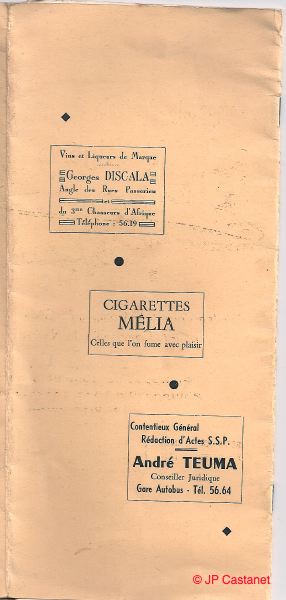 Vins et Liqueurs de Marque
Georges DISCALA
Angle des Rues Passerieu
et
du 3me Chasseurs d'Afrique
Téléphone : 56.19
CIGARETTES
MÉLIA
Celles que l'on fume avec plaisir
Contentieux Général
Rédaction d'Actes S.S.P.
André TEUMA
Conseiller Juridique
Gare Autobus - Tél. 56.64
© JP Castanet